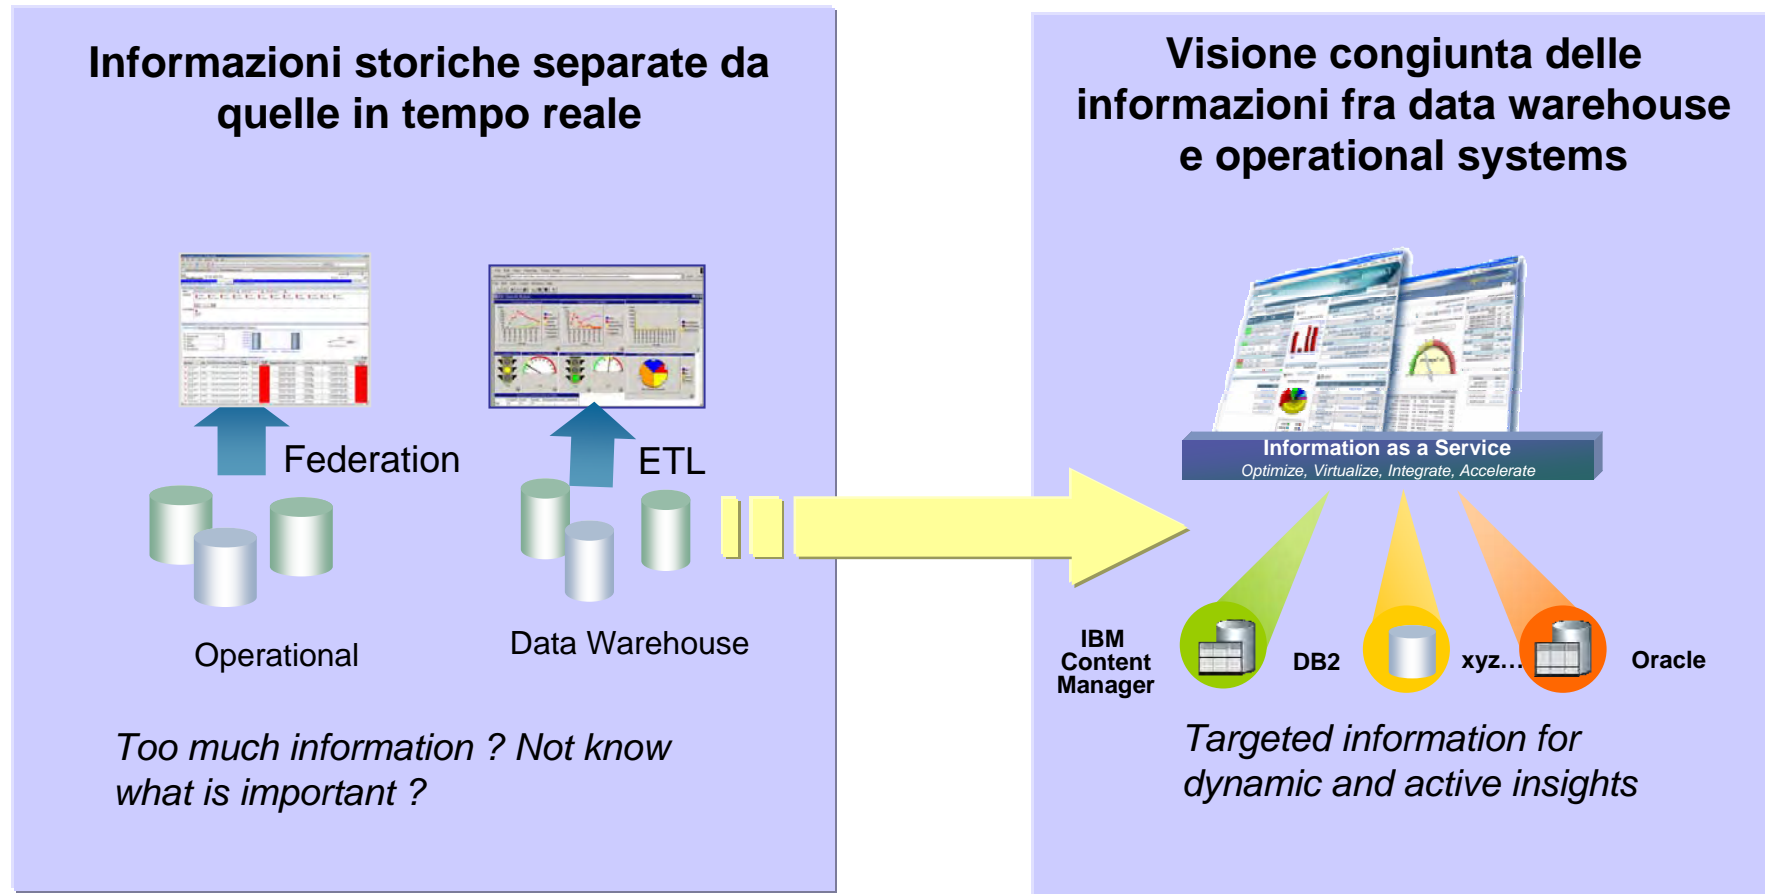 Informazioni storiche separate da
quelle in tempo reale
Federation
ETL
Operational
Data Warehouse
Too much information ? Not know
what is important ?
Visione congiunta delle
informazioni fra data warehouse
e operational systems
Information as a Service
Optimize, Virtualize, Integrate, Accelerate
IBM
Content
Manager
DB2
xyz...
Oracle
Targeted information for
dynamic and active insights